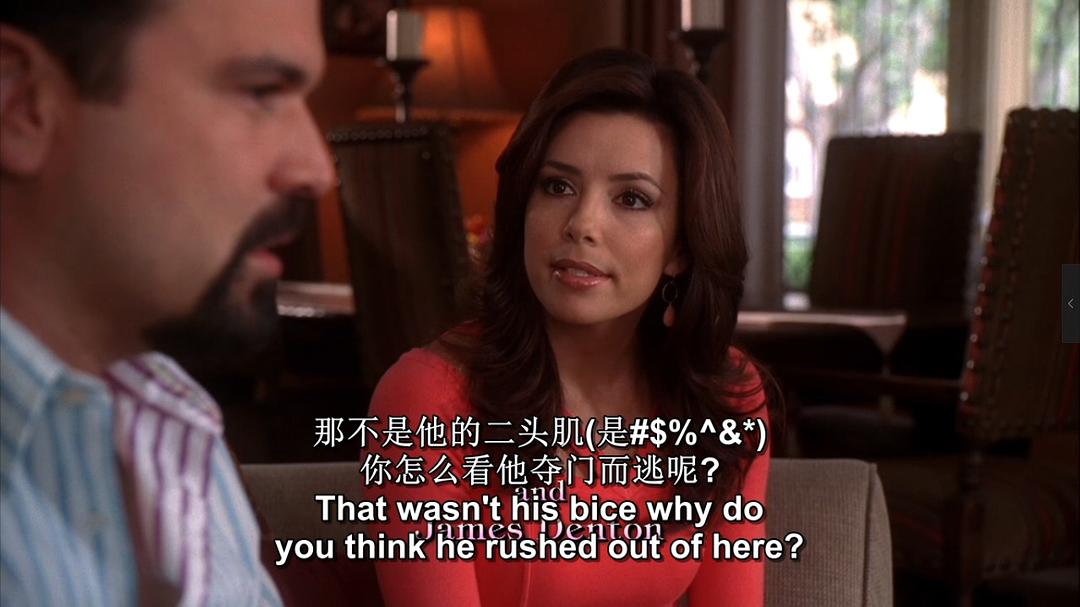 那不是他的二头肌(是#$%^&*)
你怎么看他夺门而逃呢?
and
That wasn't his bice why do
James Denton
you think he rushed out of here?